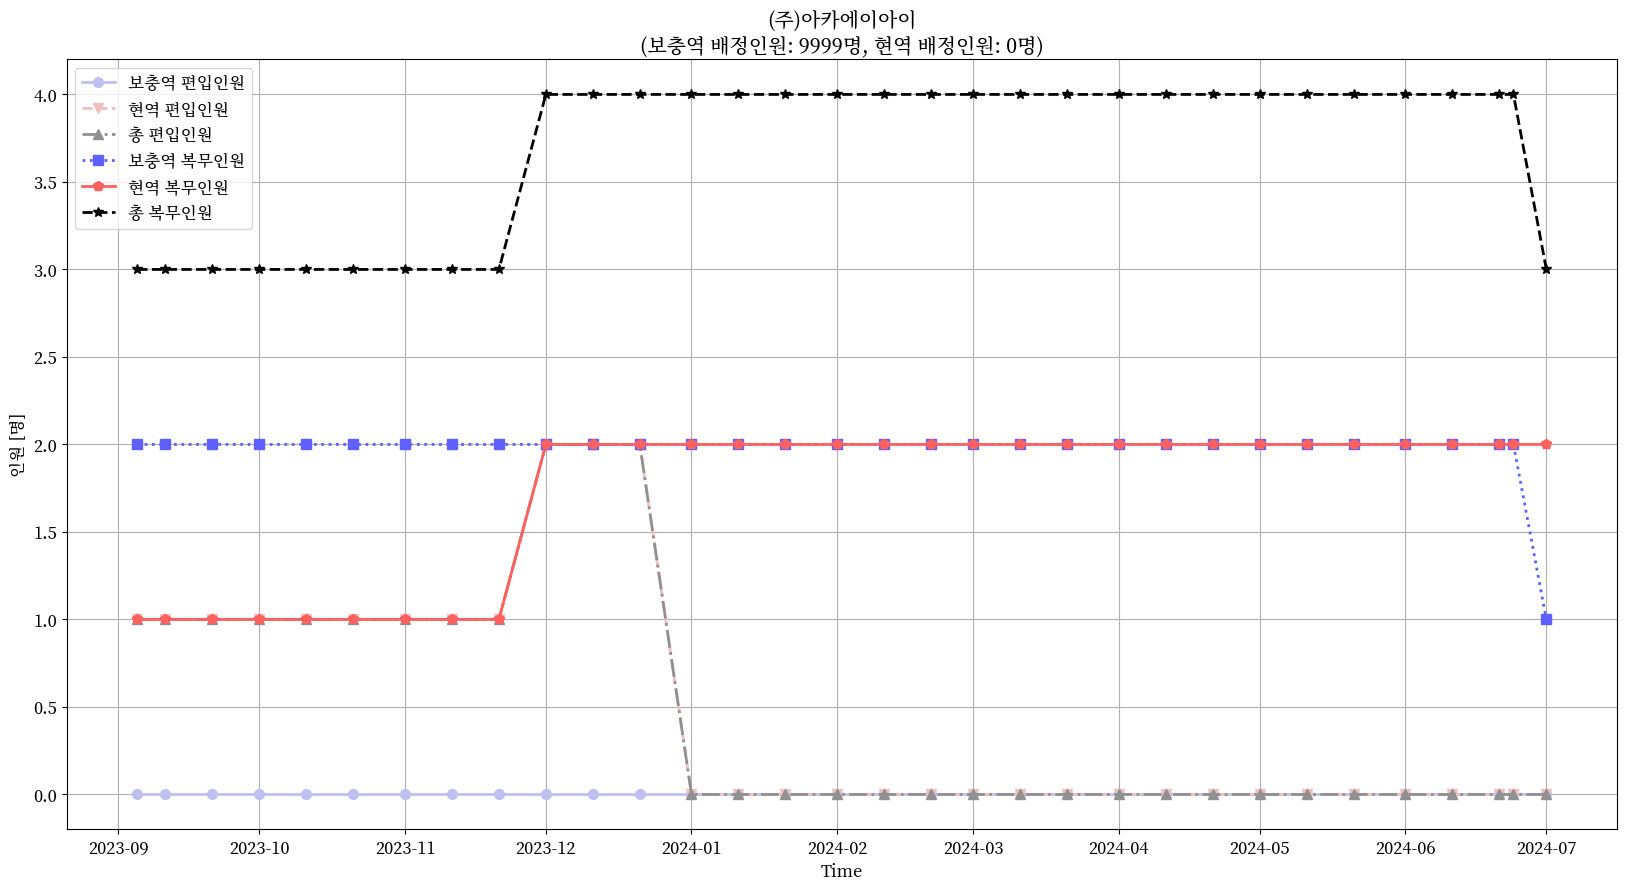 (주)아카에이아이
(보충역 배정인원: 9999명, 현역 배정인원: 0명)
보충역 편입인원
현역 편입인원
총 편입인원
보충역 복무인원
현역 복무인원
총 복무인원
인원 [명]
4.0
3.5
3.0
2.5
2.0
1.5
1.0
0.5
0.0
2023-09 2023-10 2023-11 2023-12 2024-01 2024-02 2024-03 2024-04 2024-05 2024-06 2024-07
Time